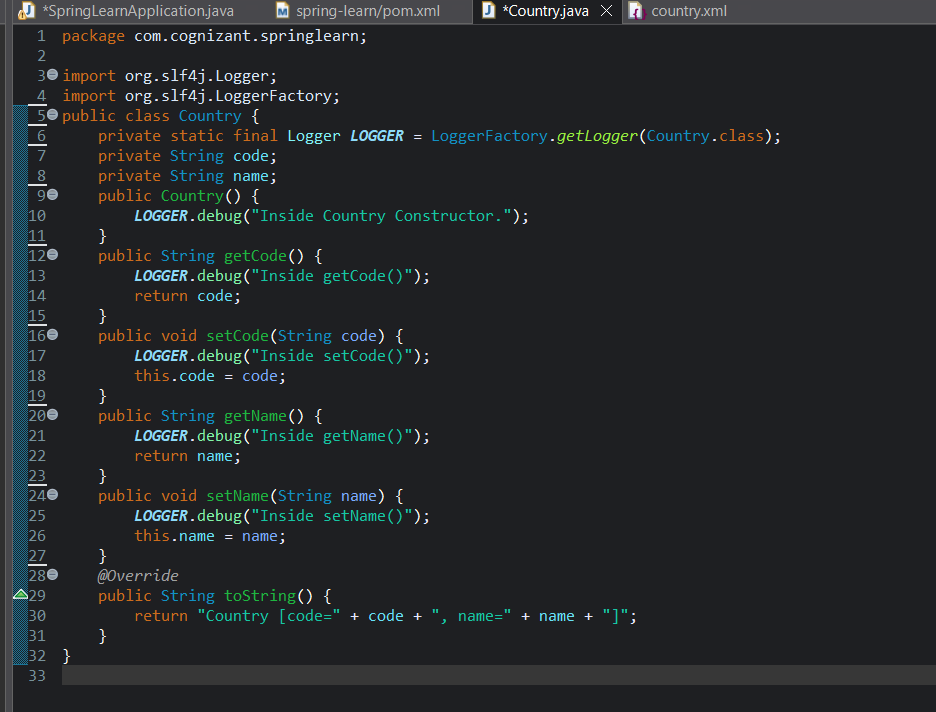 *SpringLearnApplication.java spring-learn/pom.xml *Country.java country.xml
1 package com.cognizant.springlearn;
2
3 import org.slf4j.Logger;
4 import org.slf4j.LoggerFactory;
5 public class Country {
6     private static final Logger LOGGER = LoggerFactory.getLogger(Country.class);
7     private String code;
8     private String name;
9     public Country() {
10         LOGGER.debug("Inside Country Constructor.");
11     }
12     public String getCode() {
13         LOGGER.debug("Inside getCode()");
14         return code;
15     }
16     public void setCode(String code) {
17         LOGGER.debug("Inside setCode()");
18         this.code = code;
19     }
20     public String getName() {
21         LOGGER.debug("Inside getName()");
22         return name;
23     }
24     public void setName(String name) {
25         LOGGER.debug("Inside setName()");
26         this.name = name;
27     }
28     @Override
29     public String toString() {
30         return "Country [code=" + code + ", name=" + name + "]";
31     }
32 }
33